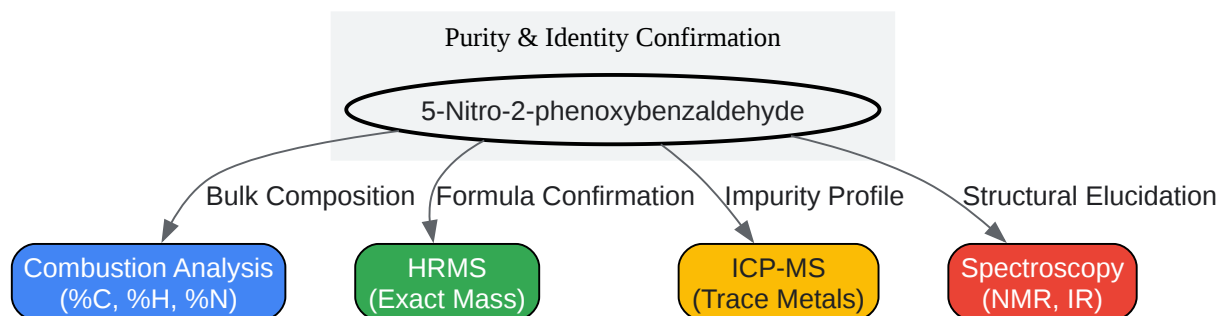 Purity & Identity Confirmation
5-Nitro-2-phenoxybenzaldehyde
Bulk Composition
Formula Confirmation
Impurity Profile
Structural Elucidation
Combustion Analysis
(%C, %H, %N)
HRMS
(Exact Mass)
ICP-MS
(Trace Metals)
Spectroscopy
(NMR, IR)